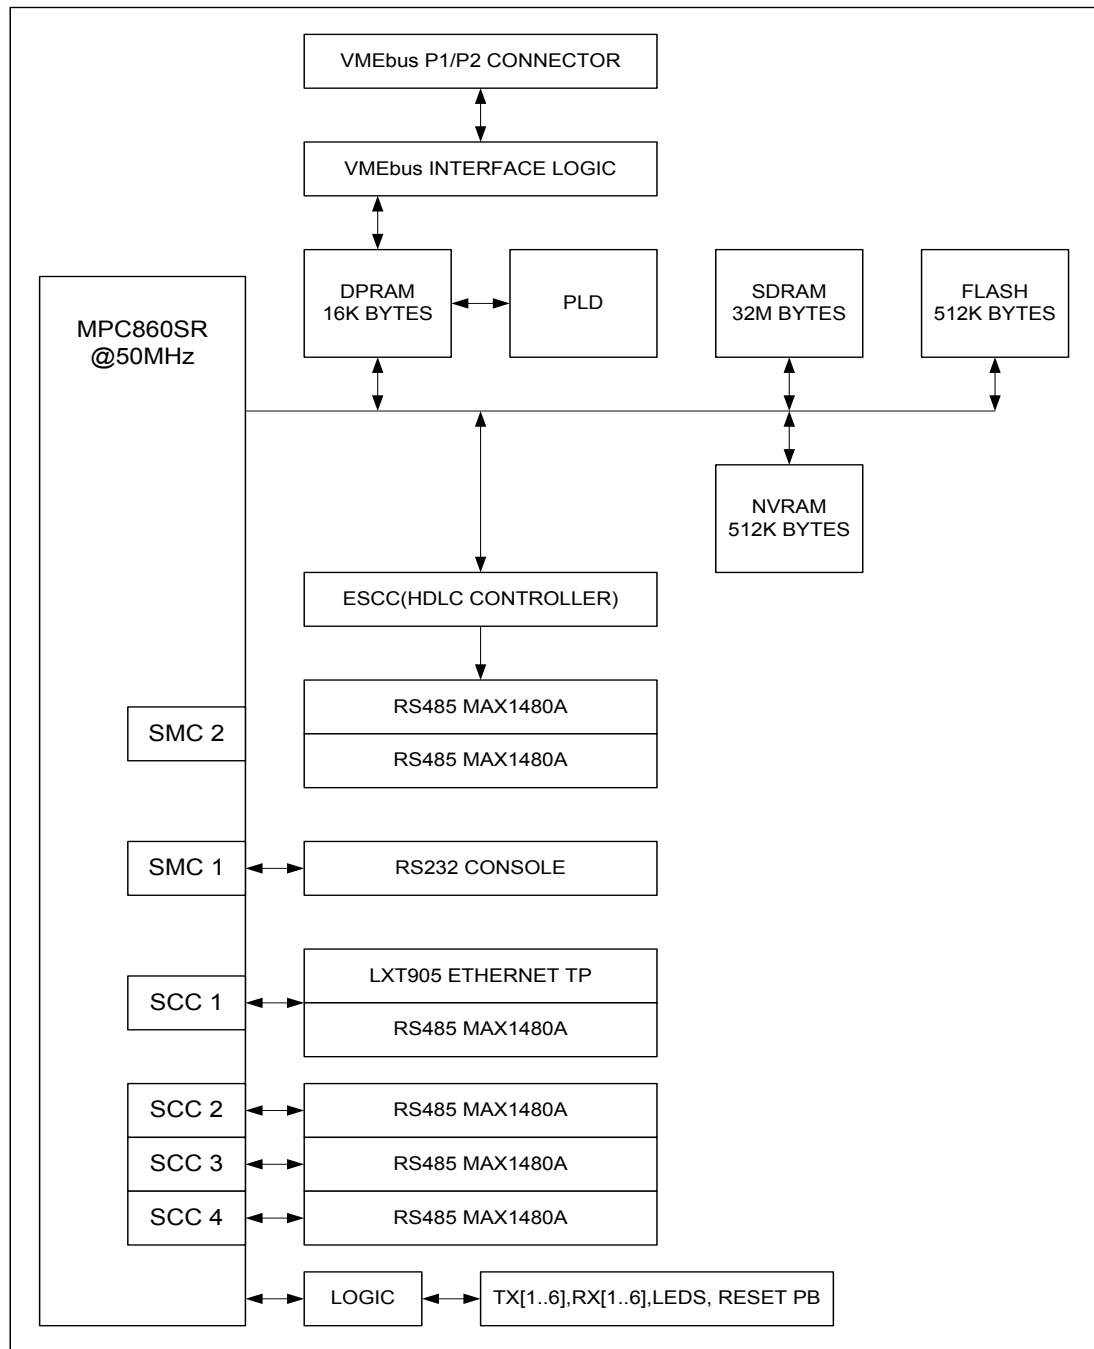 VMEbus P1/P2 CONNECTOR
VMEbus INTERFACE LOGIC
DPRAM
16K BYTES
PLD
SDRAM
32M BYTES
FLASH
512K BYTES
MPC860SR
@50MHz
NVRAM
512K BYTES
ESCC(HDLC CONTROLLER)
RS485 MAX1480A
SMC 2
RS485 MAX1480A
SMC 1
RS232 CONSOLE
LXT905 ETHERNET TP
SCC 1
RS485 MAX1480A
SCC 2
RS485 MAX1480A
SCC 3
RS485 MAX1480A
SCC 4
RS485 MAX1480A
LOGIC
TX[1..6],RX[1..6],LEDS, RESET PB